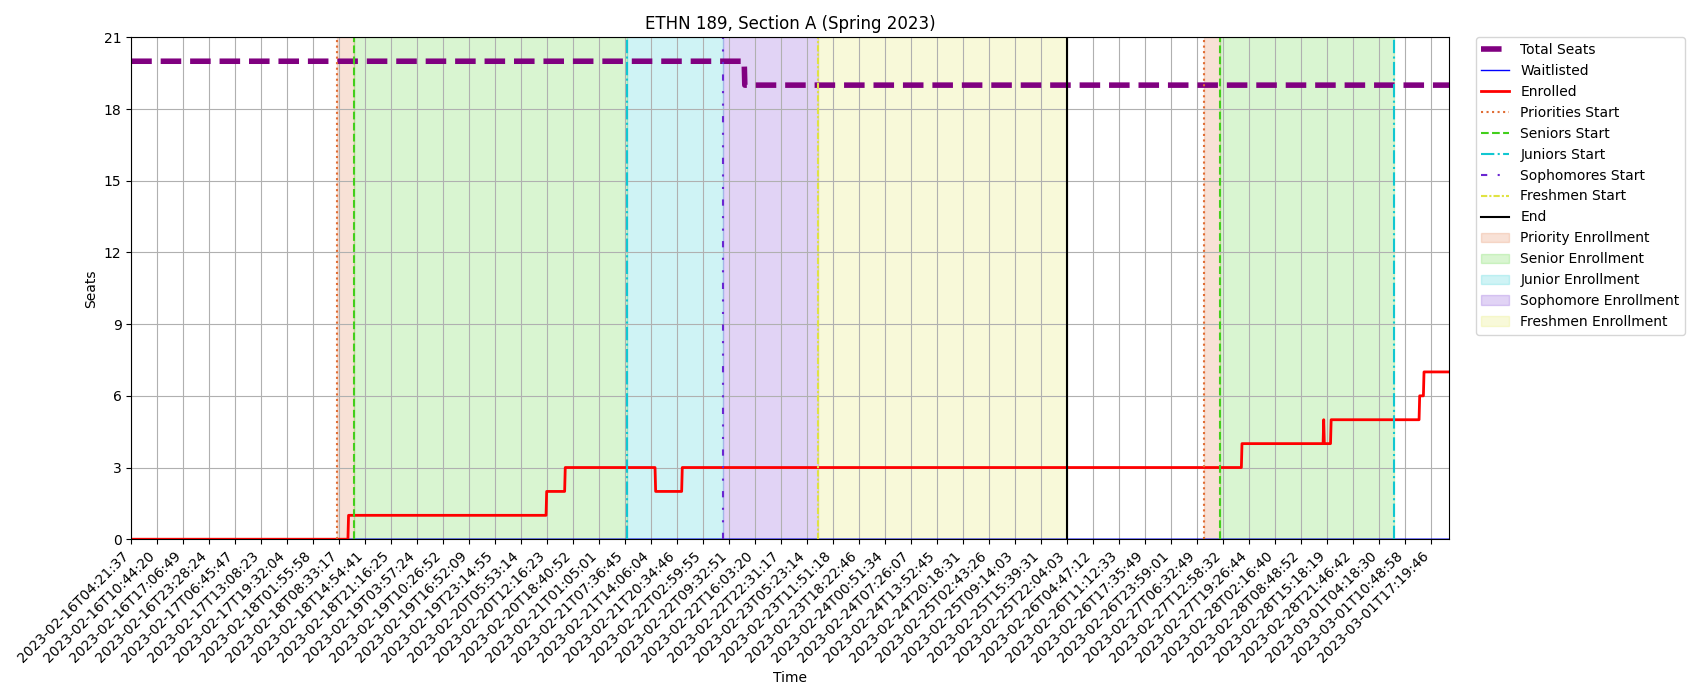 ETHN 189, Section A (Spring 2023)
21
18
15
12
9
6
3
0
Seats
2023-02-16T04:21:37
2023-02-16T10:44:20
2023-02-16T17:06:49
2023-02-16T23:28:24
2023-02-17T06:45:47
2023-02-17T13:08:23
2023-02-17T19:32:04
2023-02-18T01:55:58
2023-02-18T08:33:17
2023-02-18T14:54:41
2023-02-18T21:16:25
2023-02-19T03:57:24
2023-02-19T10:26:52
2023-02-19T16:52:09
2023-02-19T23:14:55
2023-02-20T05:53:14
2023-02-20T12:16:23
2023-02-20T18:40:52
2023-02-21T01:05:01
2023-02-21T07:36:45
2023-02-21T14:06:04
2023-02-21T20:34:46
2023-02-22T02:59:55
2023-02-22T09:32:51
2023-02-22T16:03:20
2023-02-22T22:31:17
2023-02-23T05:23:14
2023-02-23T11:51:18
2023-02-23T18:22:46
2023-02-24T00:51:34
2023-02-24T07:26:07
2023-02-24T13:52:45
2023-02-24T20:18:31
2023-02-25T02:43:26
2023-02-25T09:14:03
2023-02-25T15:39:31
2023-02-25T22:04:03
2023-02-26T04:47:12
2023-02-26T11:12:33
2023-02-26T17:35:49
2023-02-26T23:59:01
2023-02-27T06:32:49
2023-02-27T12:58:32
2023-02-27T19:26:44
2023-02-28T02:16:40
2023-02-28T08:48:52
2023-02-28T15:18:19
2023-02-28T21:46:42
2023-03-01T04:18:30
2023-03-01T10:48:58
2023-03-01T17:19:46
Time
Total Seats
Waitlisted
Enrolled
Priorities Start
Seniors Start
Juniors Start
Sophomores Start
Freshmen Start
End
Priority Enrollment
Senior Enrollment
Junior Enrollment
Sophomore Enrollment
Freshmen Enrollment